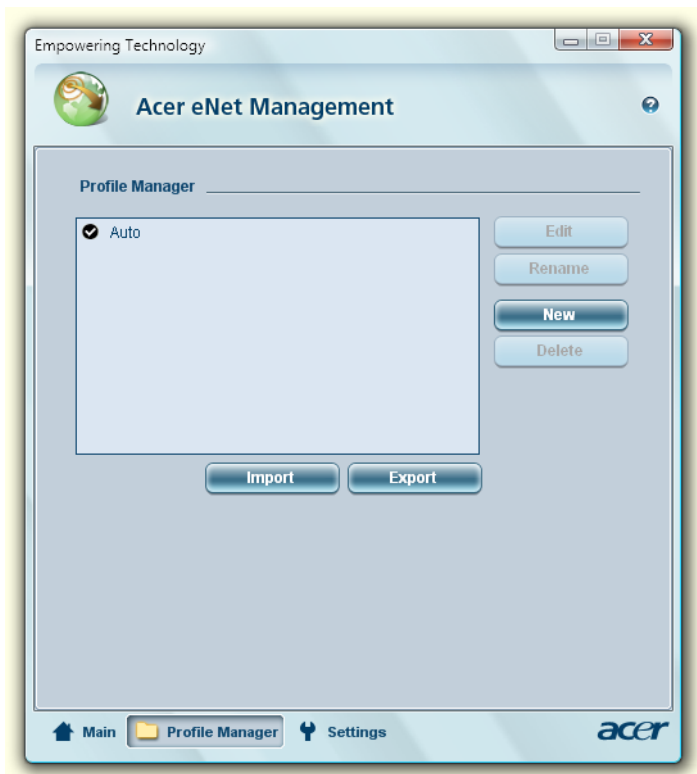 Empowering Technology
Acer eNet Management
Profile Manager
Auto
Edit
Rename
New
Delete
Import
Export
Main
Profile Manager
Settings
acer